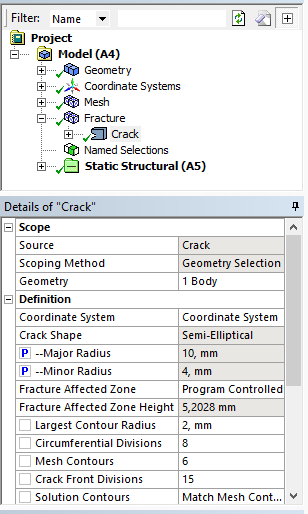 Filter: Name
Project
Model (A4)
Geometry
Coordinate Systems
Mesh
Fracture
Crack
Named Selections
Static Structural (A5)
Details of "Crack"
Scope
Source Crack
Scoping Method Geometry Selection
Geometry 1 Body
Definition
Coordinate System Coordinate System
Crack Shape Semi-Elliptical
P --Major Radius 10, mm
P --Minor Radius 4, mm
Fracture Affected Zone Program Controlled
Fracture Affected Zone Height 5,2028 mm
Largest Contour Radius 2, mm
Circumferential Divisions 8
Mesh Contours 6
Crack Front Divisions 15
Solution Contours Match Mesh Cont...